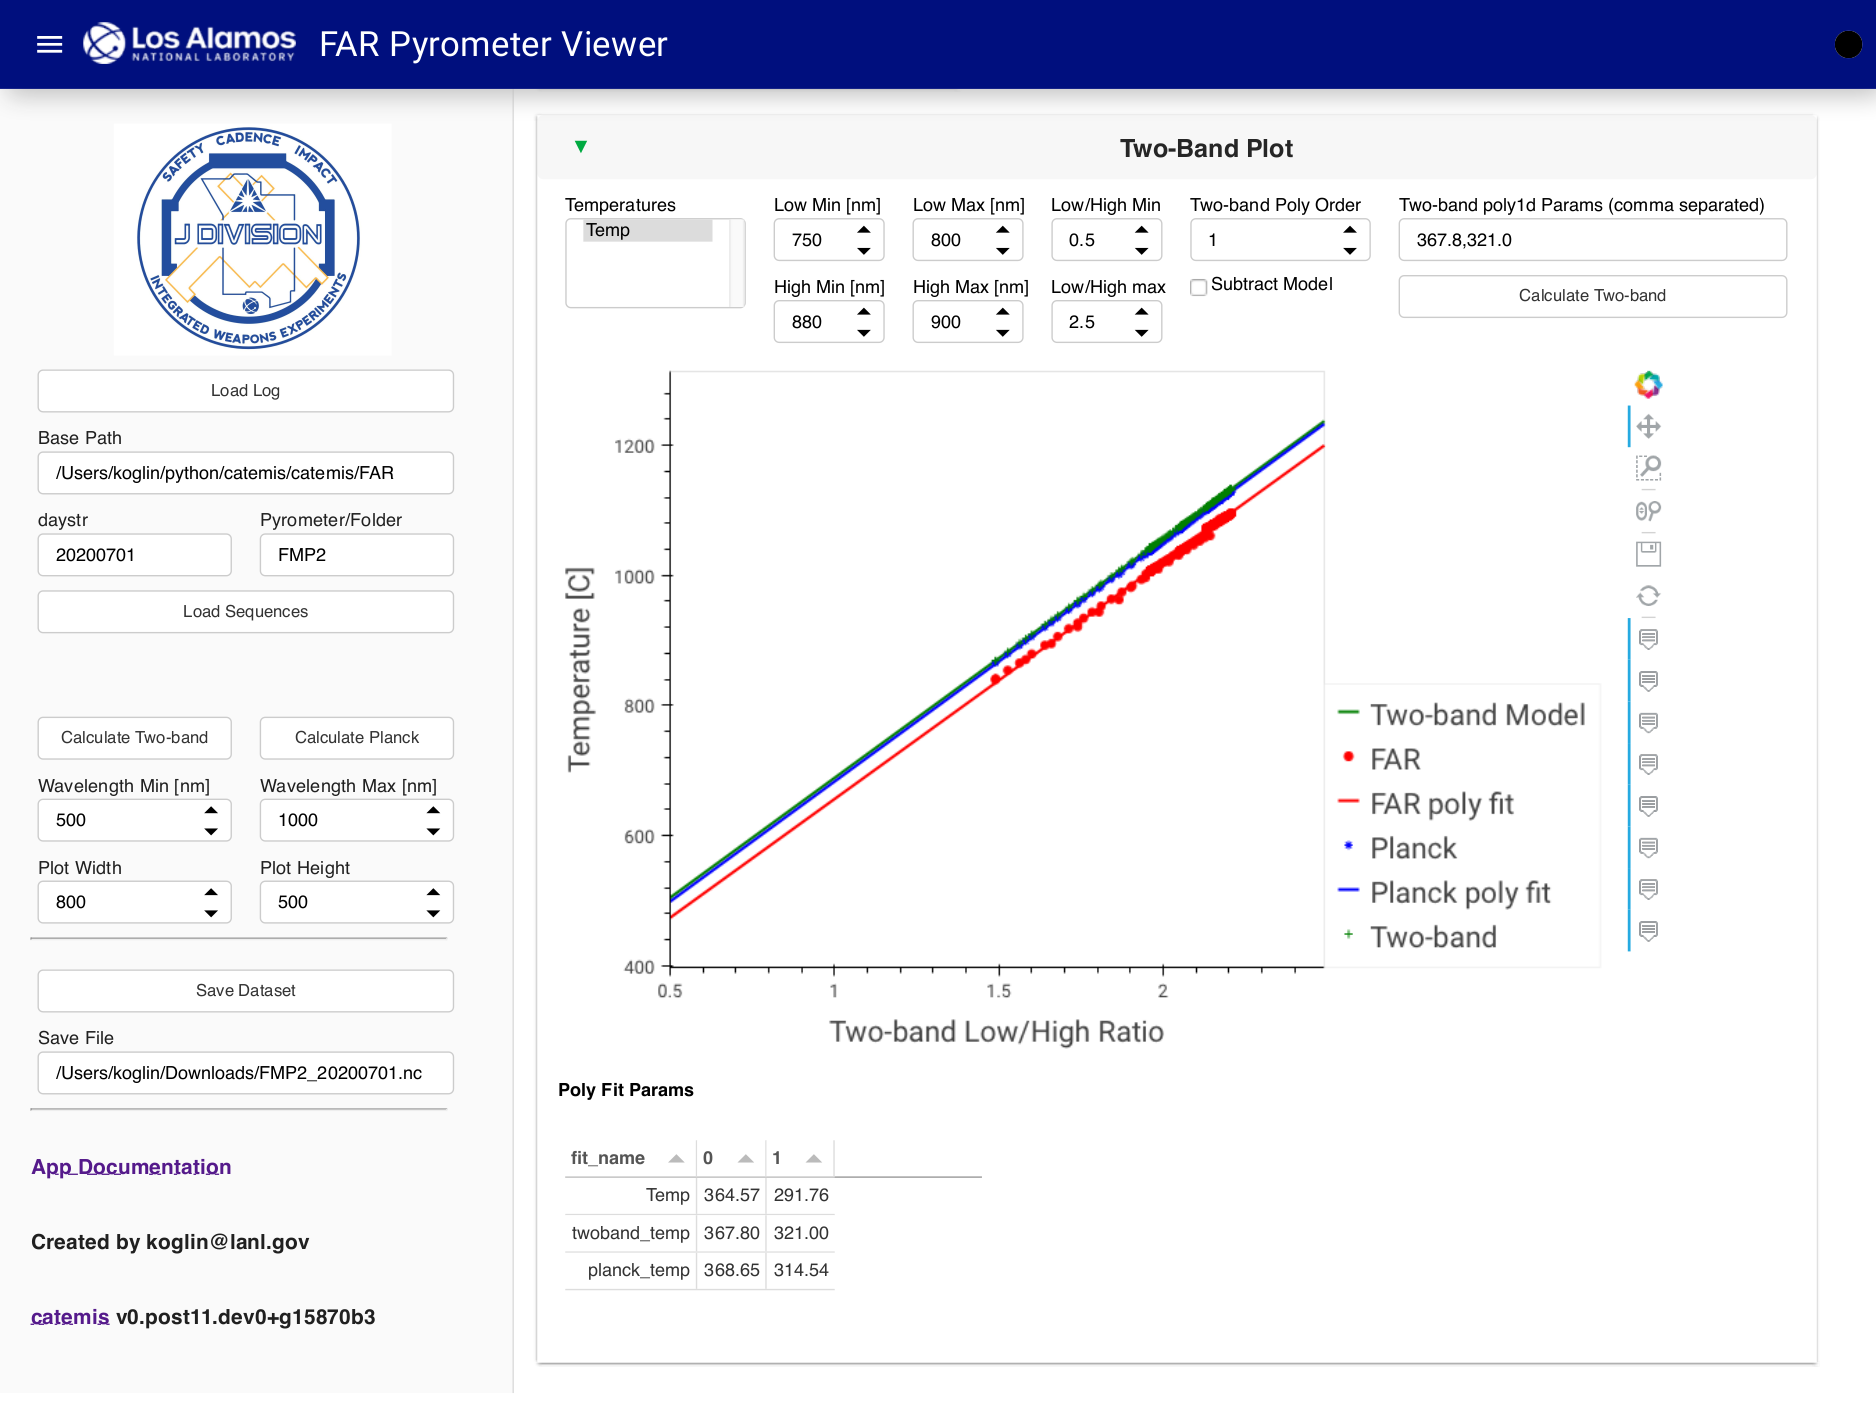 Los Alamos
NATIONAL LABORATORY
FAR Pyrometer Viewer
SAFETY CADENCE IMPACT
J DIVISION
INTEGRATED WEAPONS EXPERIMENTS
Load Log
Base Path
/Users/koglin/python/catemis/catemis/FAR
daystr Pyrometer/Folder
20200701 FMP2
Load Sequences
Calculate Two-band Calculate Planck
Wavelength Min [nm] Wavelength Max [nm]
500 1000
Plot Width Plot Height
800 500
Save Dataset
Save File
/Users/koglin/Downloads/FMP2_20200701.nc
App Documentation
Created by koglin@lanl.gov
catemis v0.post11.dev0+g15870b3
Two-Band Plot
Temperatures Low Min [nm] Low Max [nm] Low/High Min Two-band Poly Order Two-band poly1d Params (comma separated)
Temp 750 800 0.5 1 367.8,321.0
High Min [nm] High Max [nm] Low/High max Subtract Model Calculate Two-band
880 900 2.5
Temperature [C]
1200
1000
800
600
400
0.5 1 1.5 2
Two-band Low/High Ratio
Two-band Model
FAR
FAR poly fit
Planck
Planck poly fit
Two-band
Poly Fit Params
fit_name 0 1
Temp 364.57 291.76
twoband_temp 367.80 321.00
planck_temp 368.65 314.54